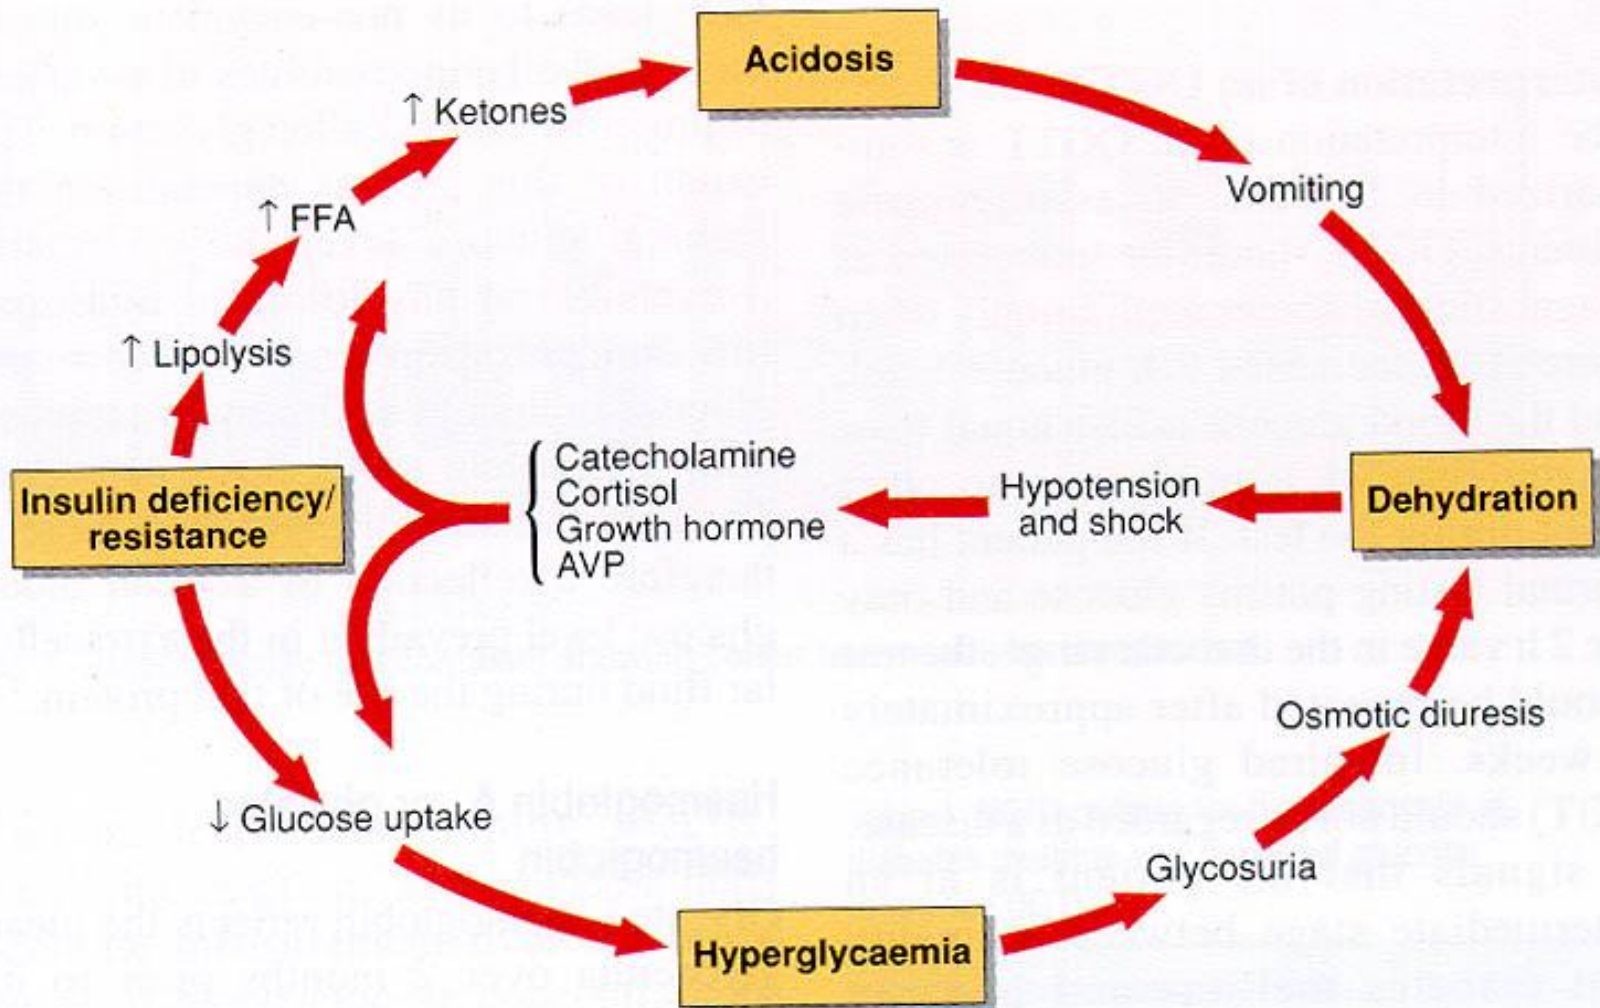 Acidosis
↑ Ketones
↑ FFA
Vomiting
↑ Lipolysis
Insulin deficiency/
resistance
Catecholamine
Cortisol
Growth hormone
AVP
Hypotension
and shock
Dehydration
Osmotic diuresis
↓ Glucose uptake
Glycosuria
Hyperglycaemia